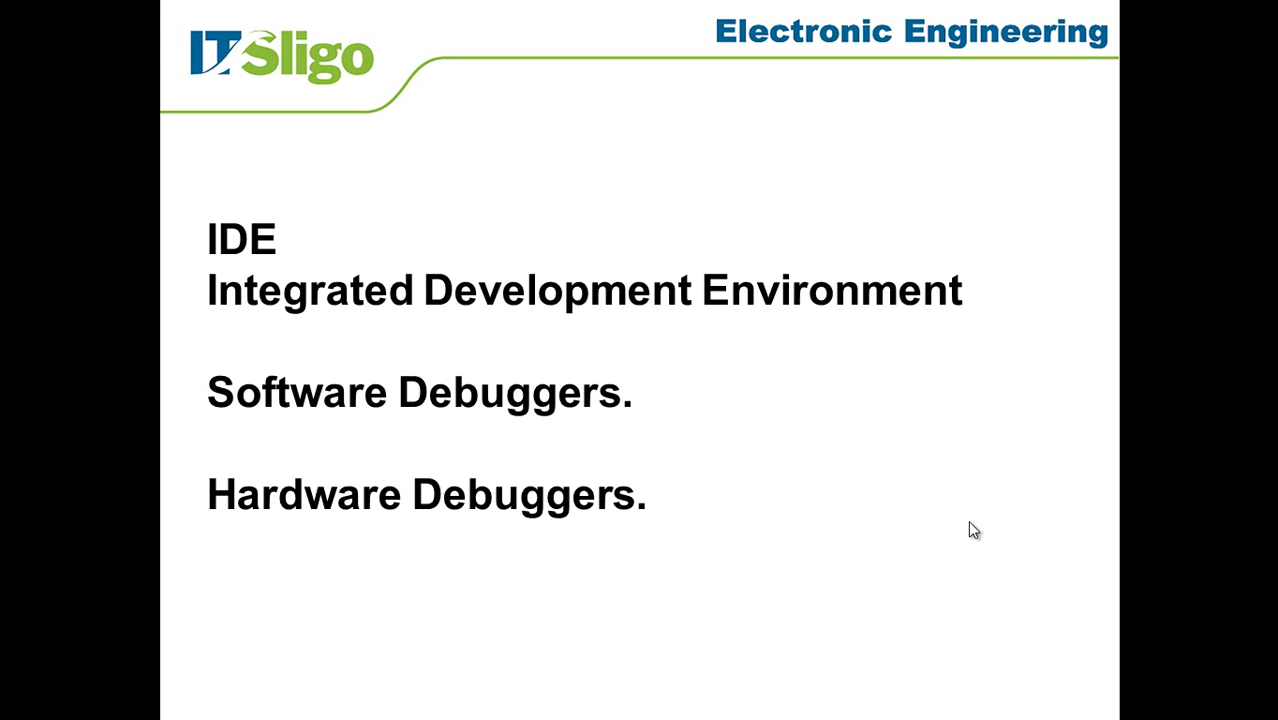 ITSligo
Electronic Engineering
IDE
Integrated Development Environment
Software Debuggers.
Hardware Debuggers.